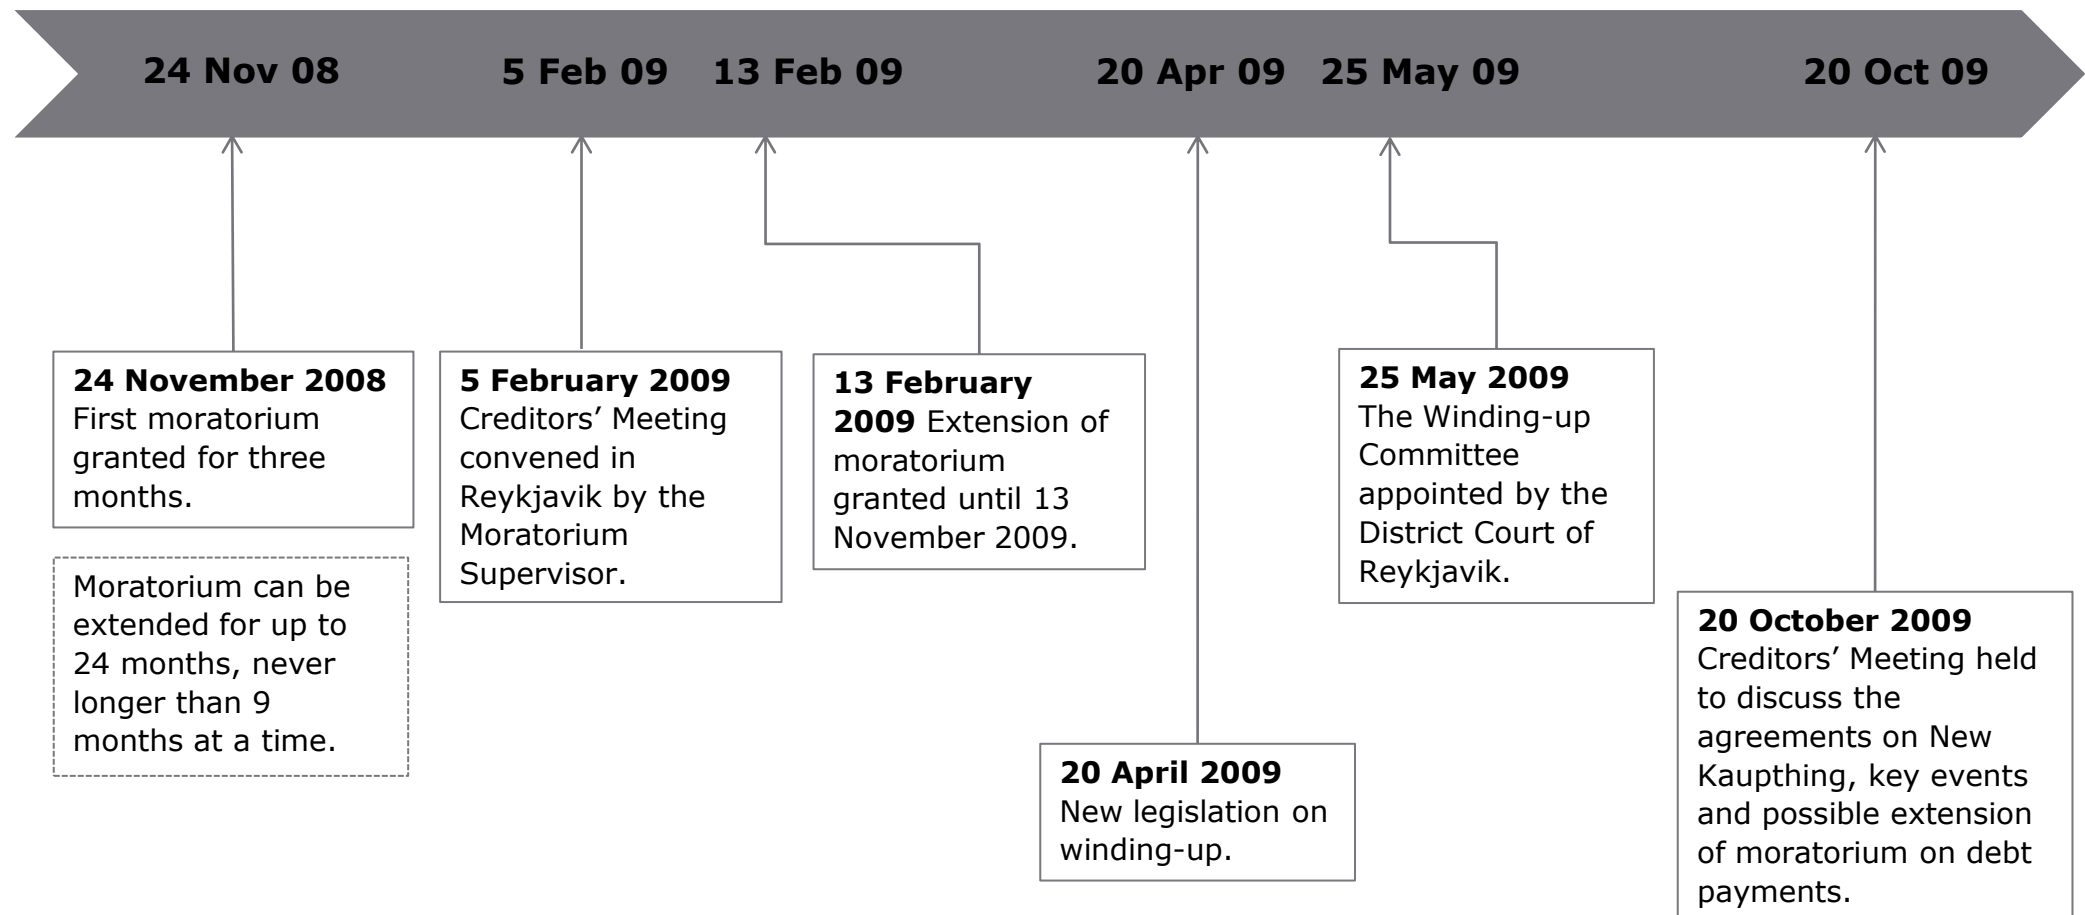 24 Nov 08
5 Feb 09
13 Feb 09
20 Apr 09
25 May 09
20 Oct 09
24 November 2008
First moratorium
granted for three
months.
Moratorium can be
extended for up to
24 months, never
longer than 9
months at a time.
5 February 2009
Creditors’ Meeting
convened in
Reykjavik by the
Moratorium
Supervisor.
13 February
2009 Extension of
moratorium
granted until 13
November 2009.
20 April 2009
New legislation on
winding-up.
25 May 2009
The Winding-up
Committee
appointed by the
District Court of
Reykjavik.
20 October 2009
Creditors’ Meeting held
to discuss the
agreements on New
Kaupthing, key events
and possible extension
of moratorium on debt
payments.